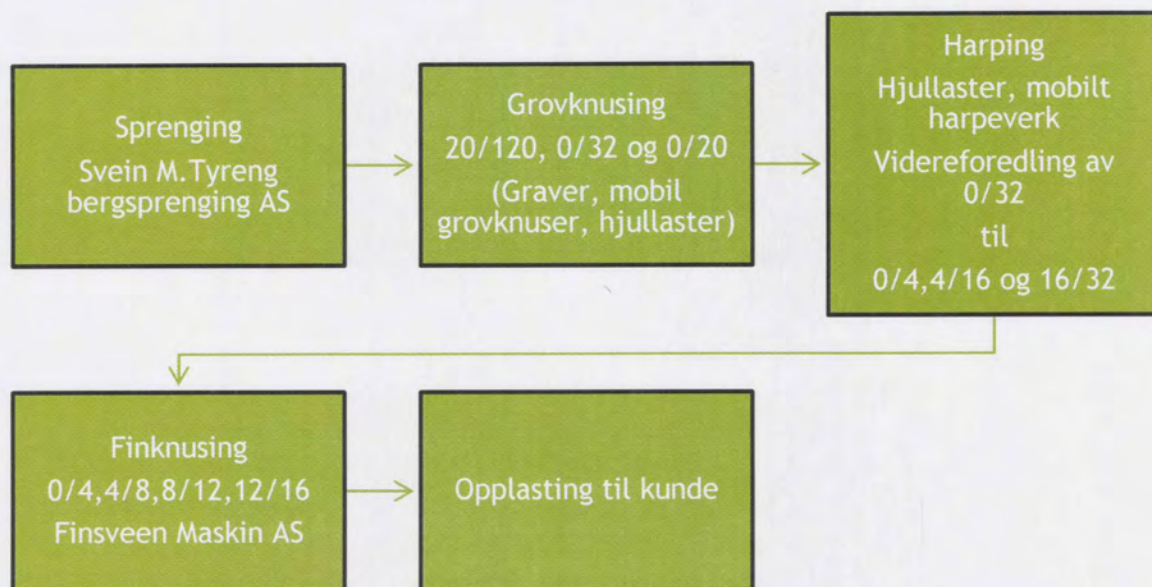 Sprenging
Svein M.Tyreng
bergsprenging AS
Grovknusing
20/120, 0/32 og 0/20
(Graver, mobil
grovknuser, hjullaster)
Harping
Hjullaster, mobilt
harpeverk
Videreforedling av
0/32
til
0/4,4/16 og 16/32
Finknusing
0/4,4/8,8/12,12/16
Finsveen Maskin AS
Opplasting til kunde